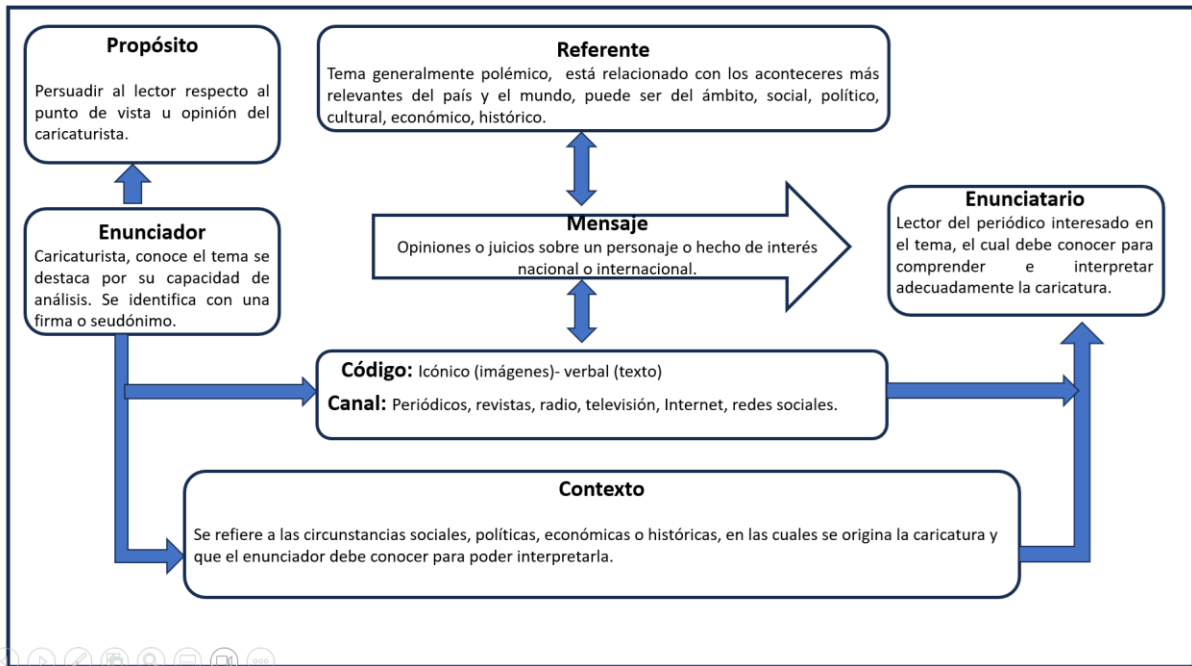 Propósito
Persuadir al lector respecto al
punto de vista u opinión del
caricaturista.
Referente
Tema generalmente polémico, está relacionado con los aconteceres más
relevantes del país y el mundo, puede ser del ámbito, social, político,
cultural, económico, histórico.
Enunciador
Caricaturista, conoce el tema se
destaca por su capacidad de
análisis. Se identifica con una
firma o seudónimo.
Mensaje
Opiniones o juicios sobre un personaje o hecho de interés
nacional o internacional.
Enunciatario
Lector del periódico interesado en
el tema, el cual debe conocer para
comprender e interpretar
adecuadamente la caricatura.
Código: Icónico (imágenes)- verbal (texto)
Canal: Periódicos, revistas, radio, televisión, Internet, redes sociales.
Contexto
Se refiere a las circunstancias sociales, políticas, económicas o históricas, en las cuales se origina la caricatura y
que el enunciador debe conocer para poder interpretarla.